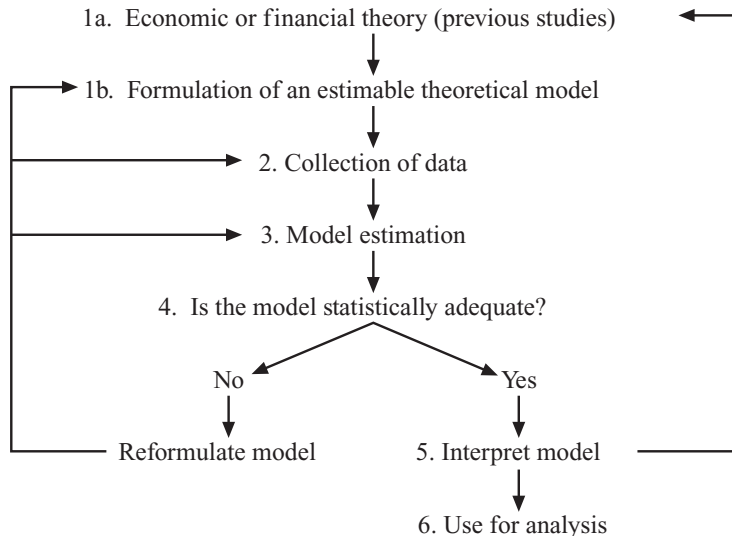 1a. Economic or financial theory (previous studies)
1b. Formulation of an estimable theoretical model
2. Collection of data
3. Model estimation
4. Is the model statistically adequate?
No
Yes
Reformulate model
5. Interpret model
6. Use for analysis